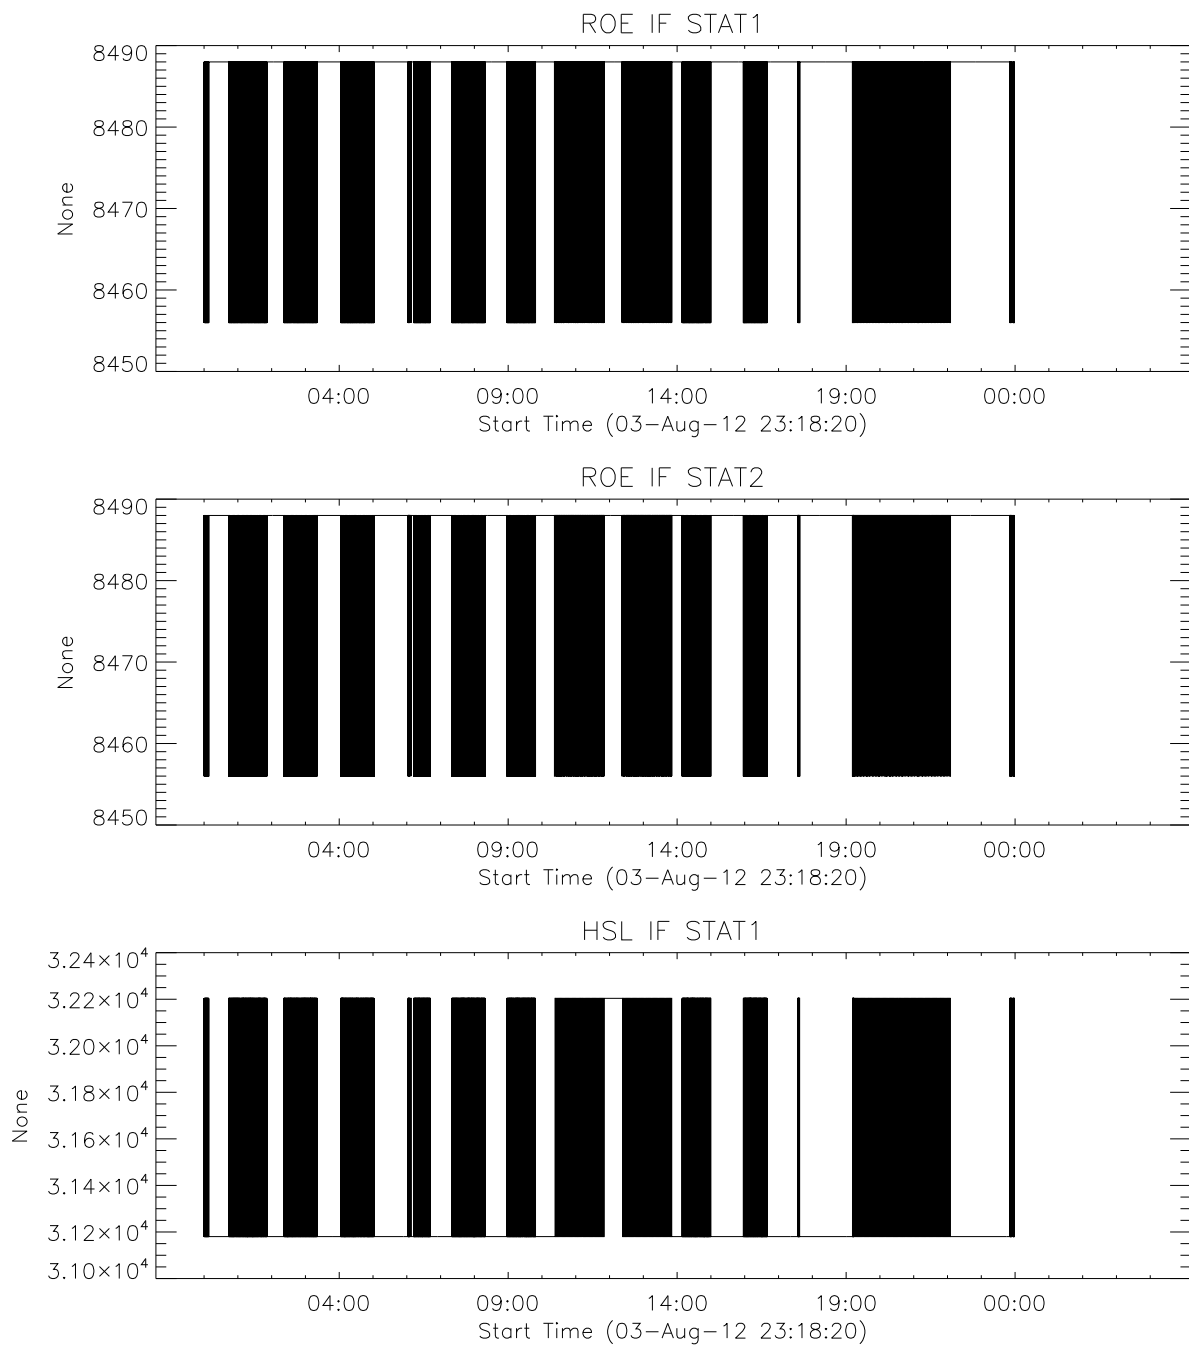 ROE IF STAT1
8490
8480
8470
8460
8450
None
04:00 09:00 14:00 19:00 00:00
Start Time (03-Aug-12 23:18:20)
ROE IF STAT2
8490
8480
8470
8460
8450
None
04:00 09:00 14:00 19:00 00:00
Start Time (03-Aug-12 23:18:20)
HSL IF STAT1
3.24×10⁴
3.22×10⁴
3.20×10⁴
3.18×10⁴
3.16×10⁴
3.14×10⁴
3.12×10⁴
3.10×10⁴
None
04:00 09:00 14:00 19:00 00:00
Start Time (03-Aug-12 23:18:20)